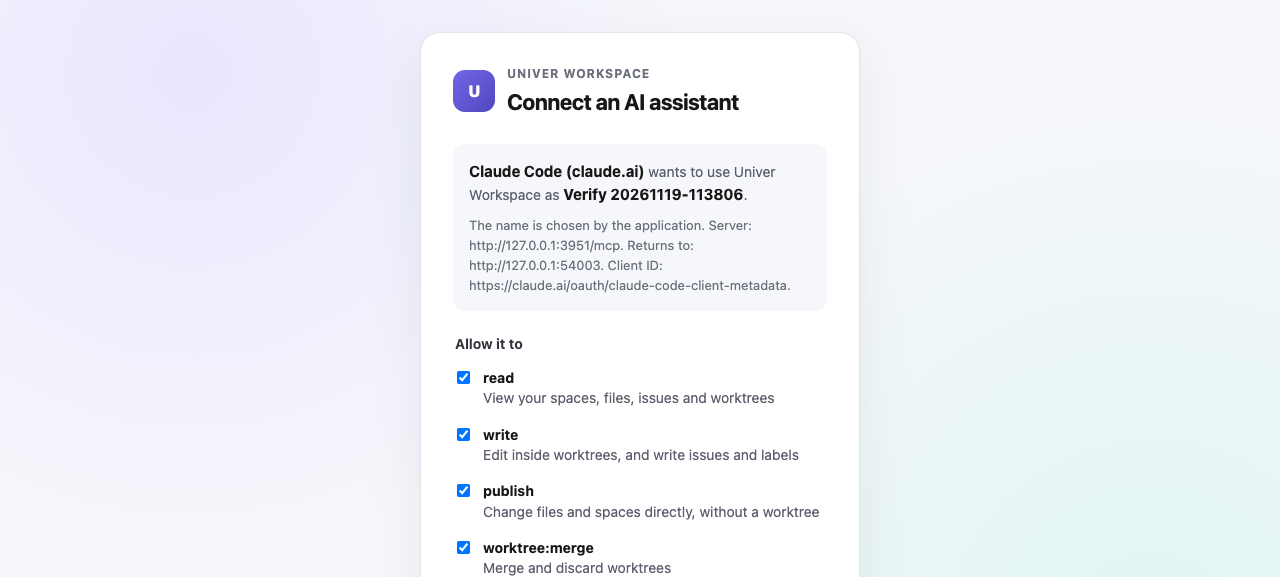 U
UNIVER WORKSPACE
Connect an AI assistant
Claude Code (claude.ai) wants to use Univer
Workspace as Verify 20261119-113806.
The name is chosen by the application. Server:
http://127.0.0.1:3951/mcp. Returns to:
http://127.0.0.1:54003. Client ID:
https://claude.ai/oauth/claude-code-client-metadata.
Allow it to
read
View your spaces, files, issues and worktrees
write
Edit inside worktrees, and write issues and labels
publish
Change files and spaces directly, without a worktree
worktree:merge
Merge and discard worktrees